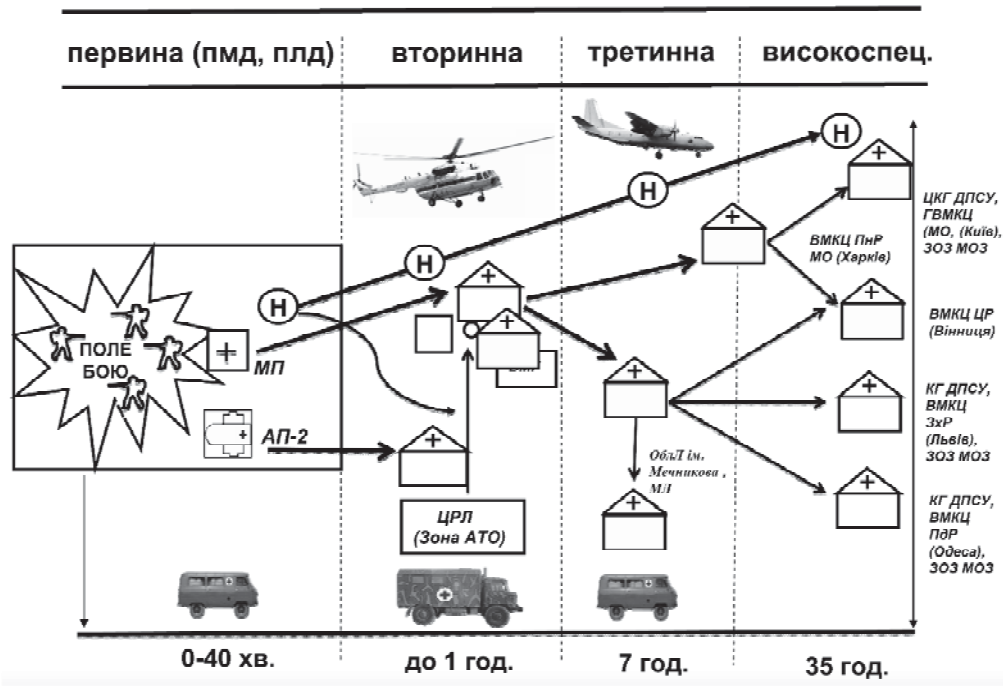 первина (пмд, плд)
вторинна
третинна
високоспец.
H
H
H
H
ПОЛЕ
БОЮ
МП
АП-2
ЦРЛ
(Зона АТО)
ОблЛ ім.
Мечникова ,
МЛ
ВМКЦ ПнР
МО (Харків)
ЦКГ ДПСУ,
ГВМКЦ
(МО, (Київ),
ЗОЗ МОЗ
ВМКЦ ЦР
(Вінниця)
КГ ДПСУ,
ВМКЦ
ЗхР
(Львів),
ЗОЗ МОЗ
КГ ДПСУ,
ВМКЦ
ПдР
(Одеса),
ЗОЗ МОЗ
0-40 хв.
до 1 год.
7 год.
35 год.